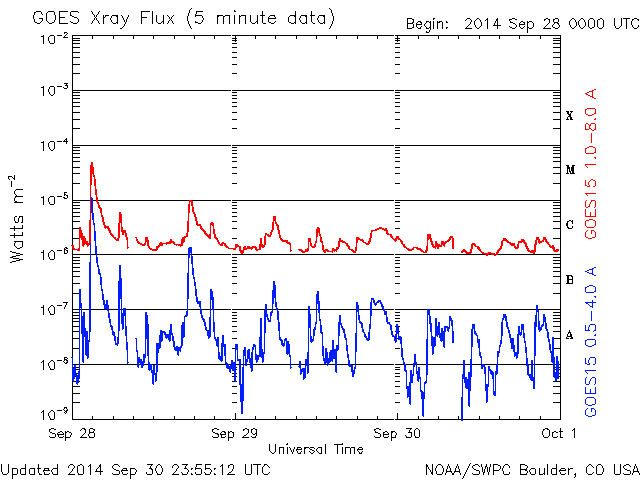 GOES Xray Flux (5 minute data)
Begin: 2014 Sep 28 0000 UTC
10⁻²
10⁻³
10⁻⁴
10⁻⁵
10⁻⁶
10⁻⁷
10⁻⁸
10⁻⁹
Watts m⁻²
X
M
C
B
A
GOES15 1.0–8.0 A
GOES15 0.5–4.0 A
Sep 28
Sep 29
Sep 30
Oct 1
Universal Time
Updated 2014 Sep 30 23:55:12 UTC
NOAA/SWPC Boulder, CO USA